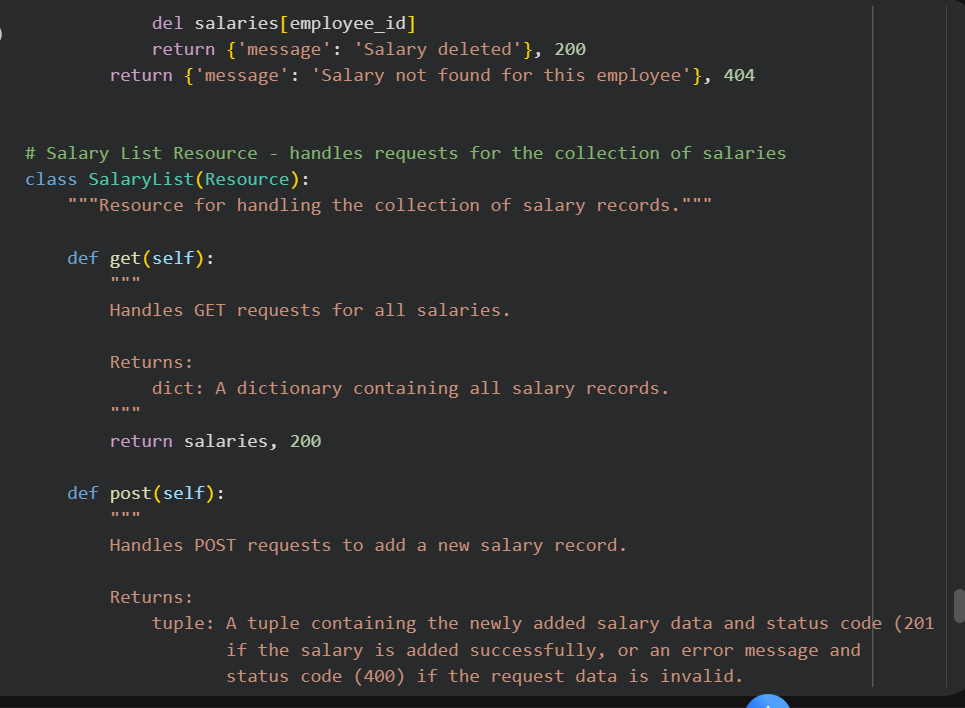 del salaries[employee_id]
return {'message': 'Salary deleted'}, 200
return {'message': 'Salary not found for this employee'}, 404
# Salary List Resource - handles requests for the collection of salaries
class SalaryList(Resource):
"""Resource for handling the collection of salary records."""
def get(self):
"""
Handles GET requests for all salaries.
Returns:
dict: A dictionary containing all salary records.
"""
return salaries, 200
def post(self):
"""
Handles POST requests to add a new salary record.
Returns:
tuple: A tuple containing the newly added salary data and status code (201
if the salary is added successfully, or an error message and
status code (400) if the request data is invalid.